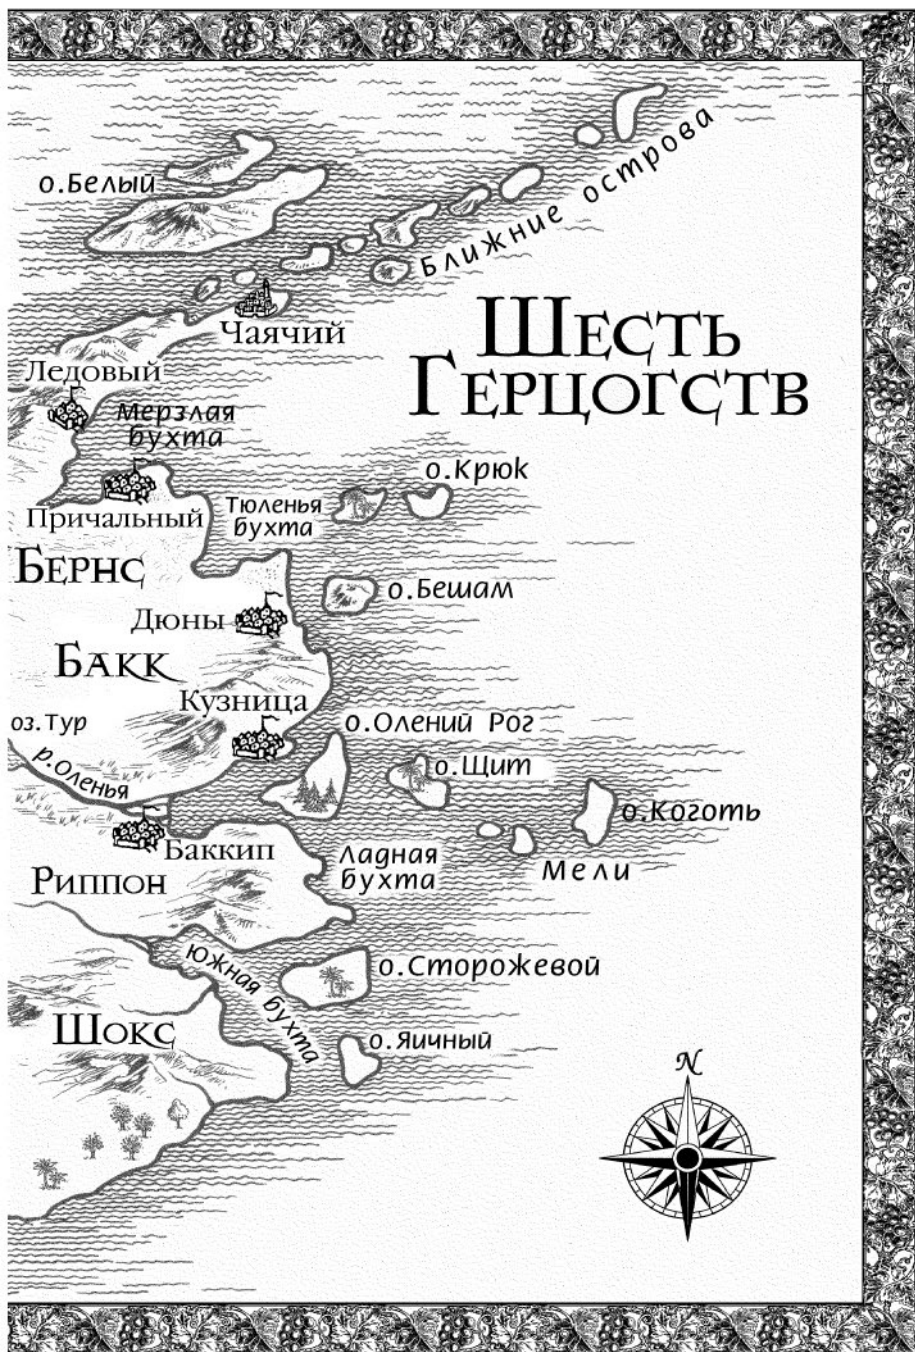 о.Белый
Ближние острова
Чаячий
Шесть
Герцогств
Ледовый
Мерзлая
бухта
о.Крюк
Причальный
Тюленья
бухта
Бернс
о.Бешам
Дюны
Бакк
Кузница
оз.Тур
о.Олений Рог
р.Оленья
о.Щит
о.Коготь
Баккип
Ладная
бухта
Мели
Риппон
Южная бухта
о.Сторожевой
Шокс
о.Яичный
N